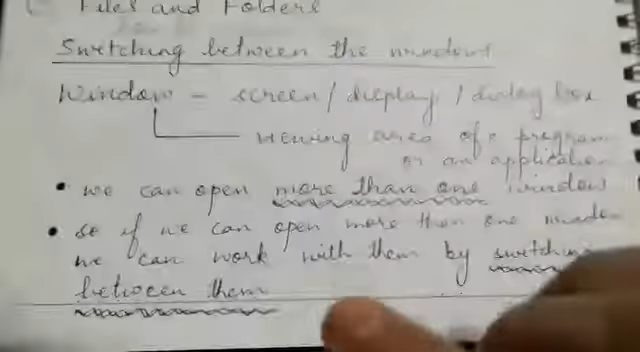 Files and Folders
Switching between the windows
Window – screen / display / dialog box
viewing area of a program
or an application
• we can open more than one window
• so if we can open more than one window
we can work with them by switching
between them